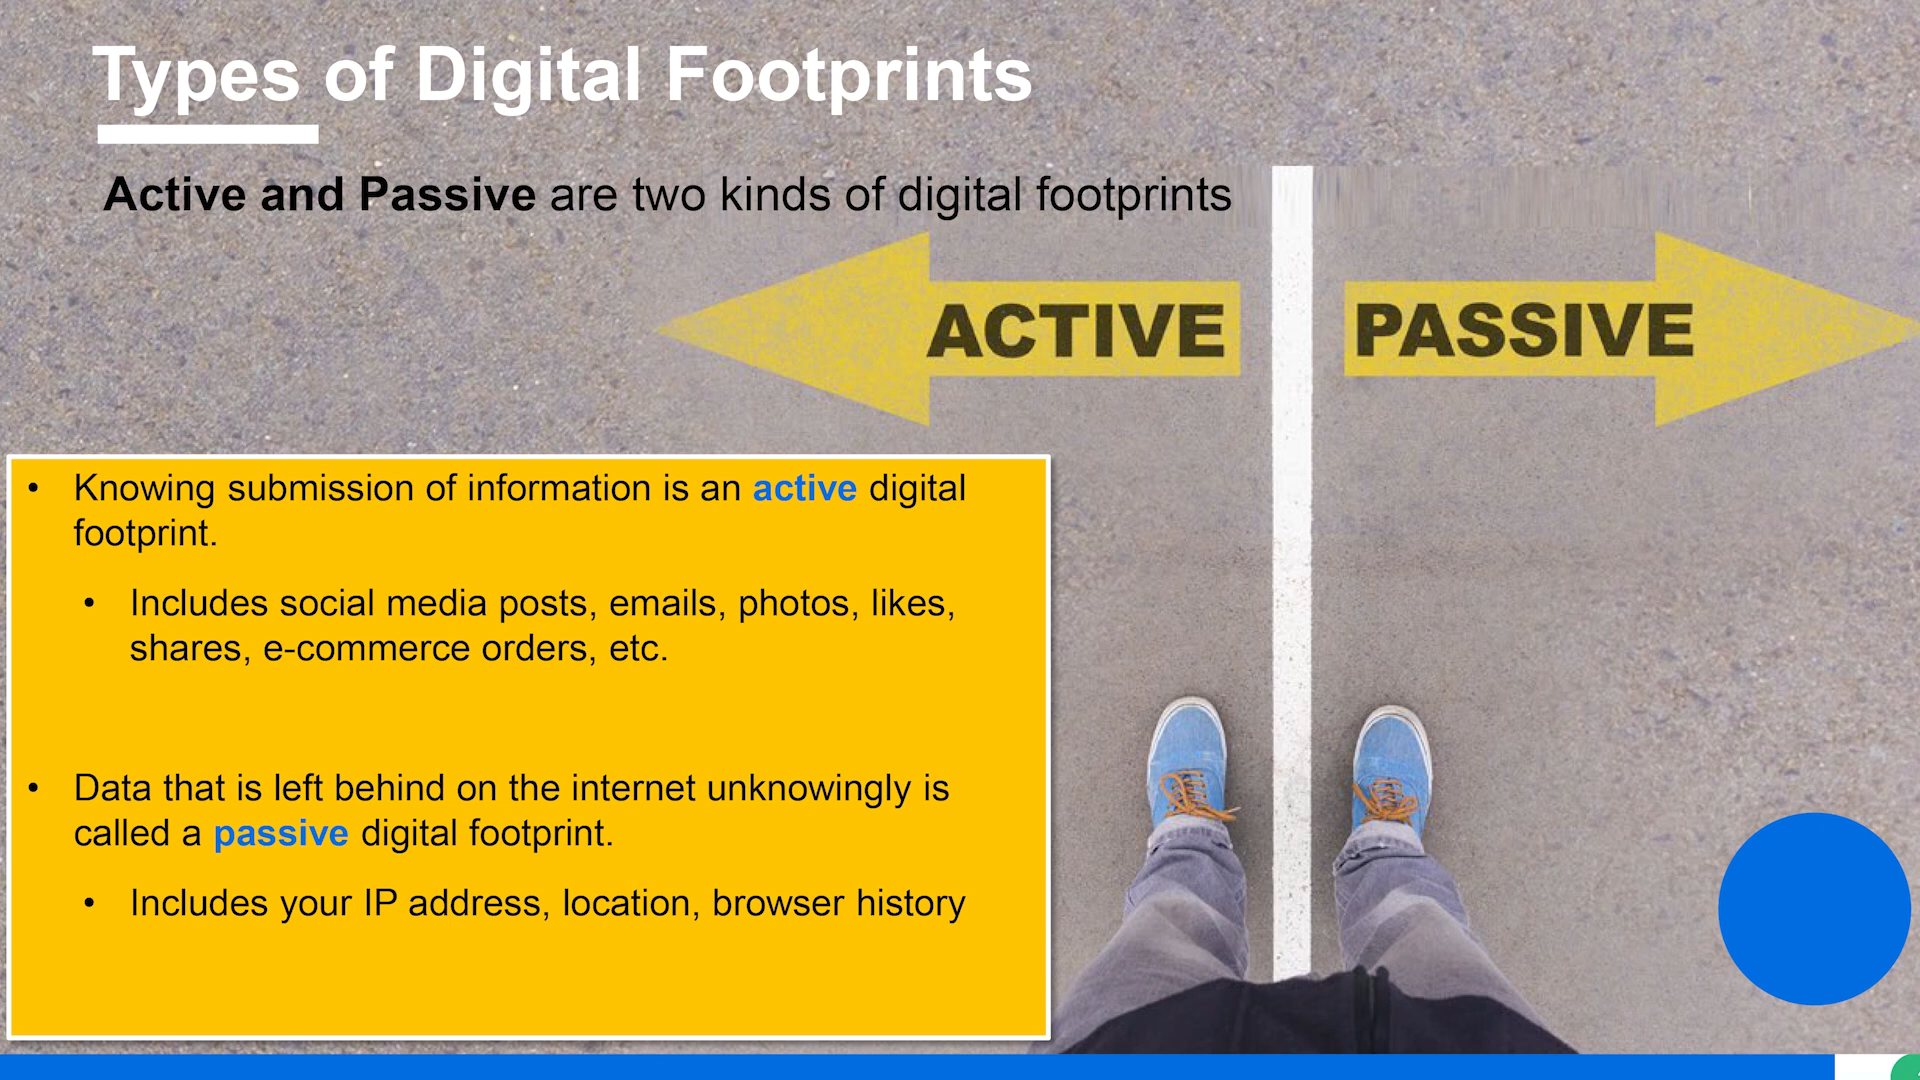 Types of Digital Footprints
Active and Passive are two kinds of digital footprints
ACTIVE
PASSIVE
• Knowing submission of information is an active digital
footprint.
• Includes social media posts, emails, photos, likes,
shares, e-commerce orders, etc.
• Data that is left behind on the internet unknowingly is
called a passive digital footprint.
• Includes your IP address, location, browser history